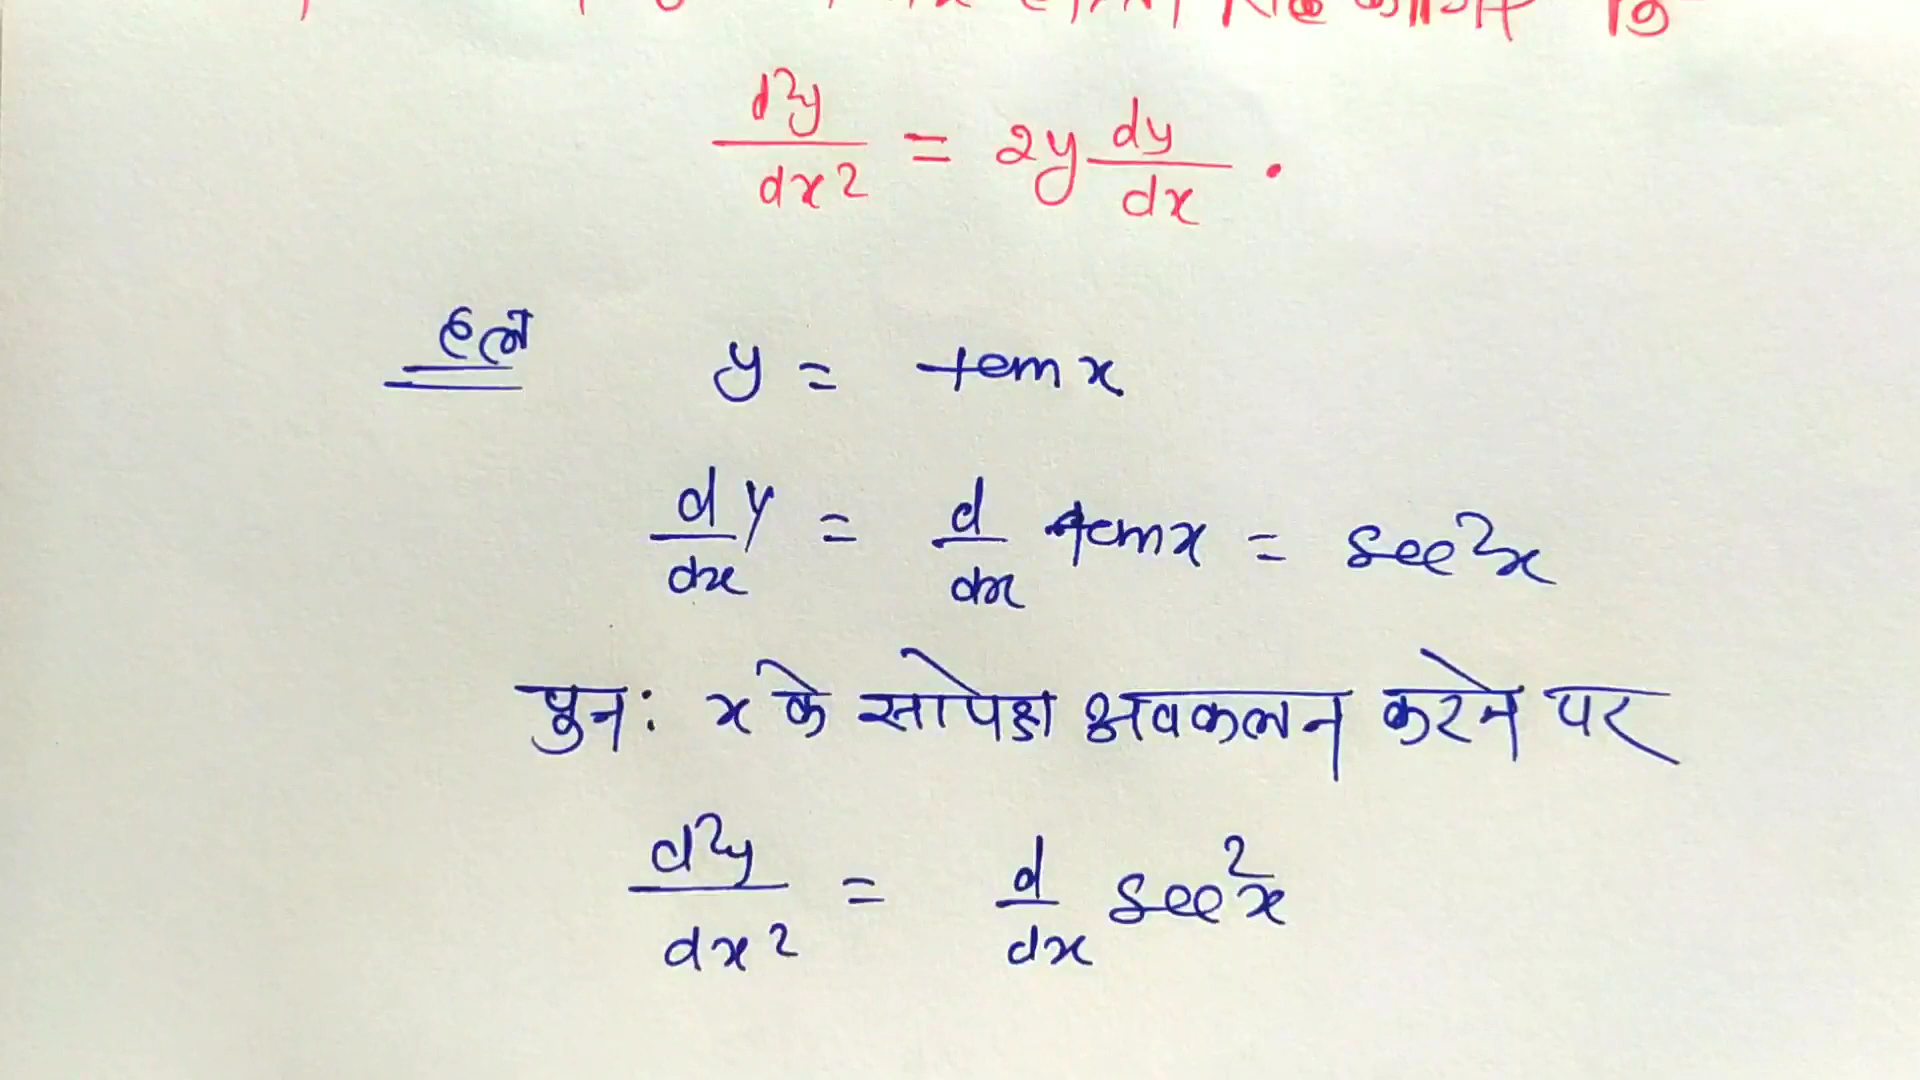 सिद्ध कीजिए कि
d²y/dx² = 2y dy/dx .
हल
y = tan x
dy/dx = d/dx tan x = sec²x
पुनः x के सापेक्ष अवकलन करने पर
d²y/dx² = d/dx sec²x